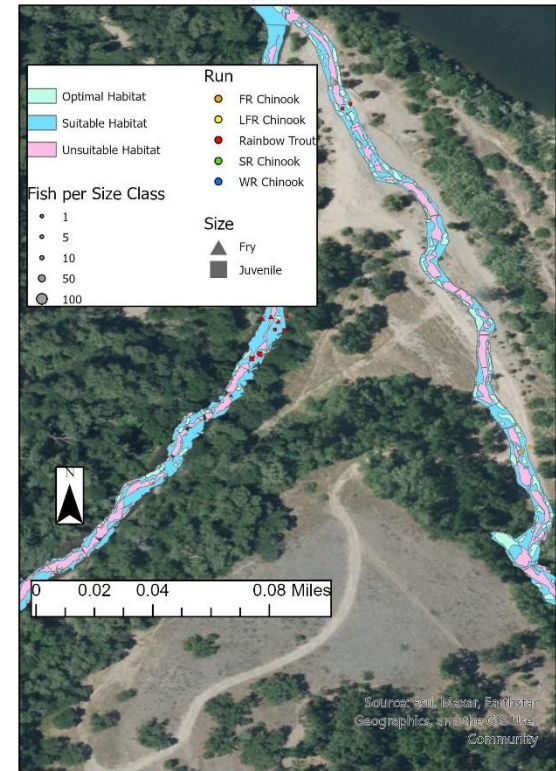 Optimal Habitat
Suitable Habitat
Unsuitable Habitat
Fish per Size Class
1
5
10
50
100
Run
FR Chinook
LFR Chinook
Rainbow Trout
SR Chinook
WR Chinook
Size
Fry
Juvenile
N
0 0.02 0.04 0.08 Miles
Source: Esri, Maxar, Earthstar
Geographics, and the GIS User
Community